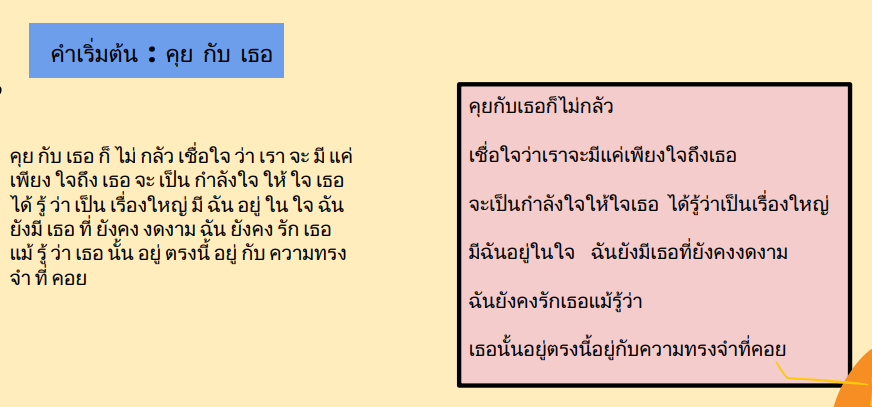 คำเริ่มต้น : คุย กับ เธอ
คุย กับ เธอ ก็ ไม่ กลัว เชื่อใจ ว่า เรา จะ มี แค่
เพียง ใจถึง เธอ จะ เป็น กำลังใจ ให้ ใจ เธอ
ได้ รู้ ว่า เป็น เรื่องใหญ่ มี ฉัน อยู่ ใน ใจ ฉัน
ยังมี เธอ ที่ ยังคง งดงาม ฉัน ยังคง รัก เธอ
แม้ รู้ ว่า เธอ นั้น อยู่ ตรงนี้ อยู่ กับ ความทรง
จำ ที่ คอย
คุยกับเธอก็ไม่กลัว
เชื่อใจว่าเราจะมีแค่เพียงใจถึงเธอ
จะเป็นกำลังใจให้ใจเธอ ได้รู้ว่าเป็นเรื่องใหญ่
มีฉันอยู่ในใจ ฉันยังมีเธอที่ยังคงงดงาม
ฉันยังคงรักเธอแม้รู้ว่า
เธอนั้นอยู่ตรงนี้อยู่กับความทรงจำที่คอย